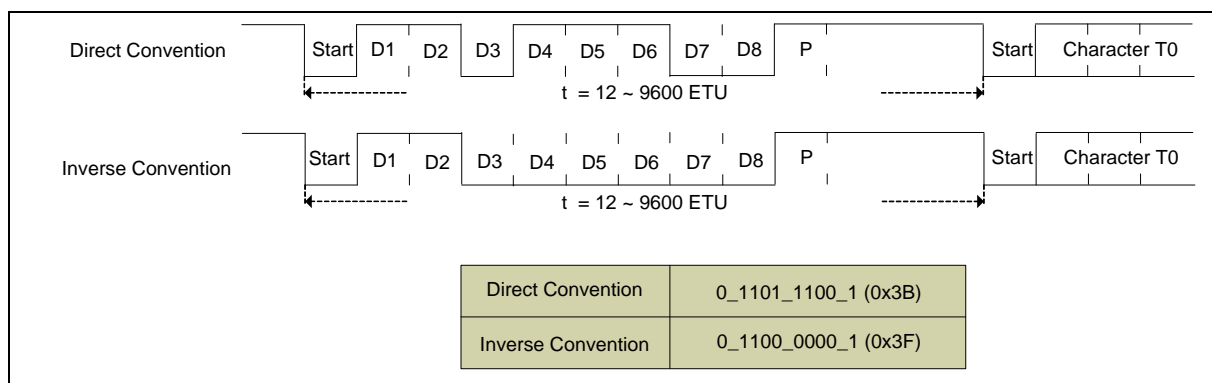 Direct Convention Start D1 D2 D3 D4 D5 D6 D7 D8 P Start Character T0
t = 12 ~ 9600 ETU
Inverse Convention Start D1 D2 D3 D4 D5 D6 D7 D8 P Start Character T0
t = 12 ~ 9600 ETU
Direct Convention 0_1101_1100_1 (0x3B)
Inverse Convention 0_1100_0000_1 (0x3F)